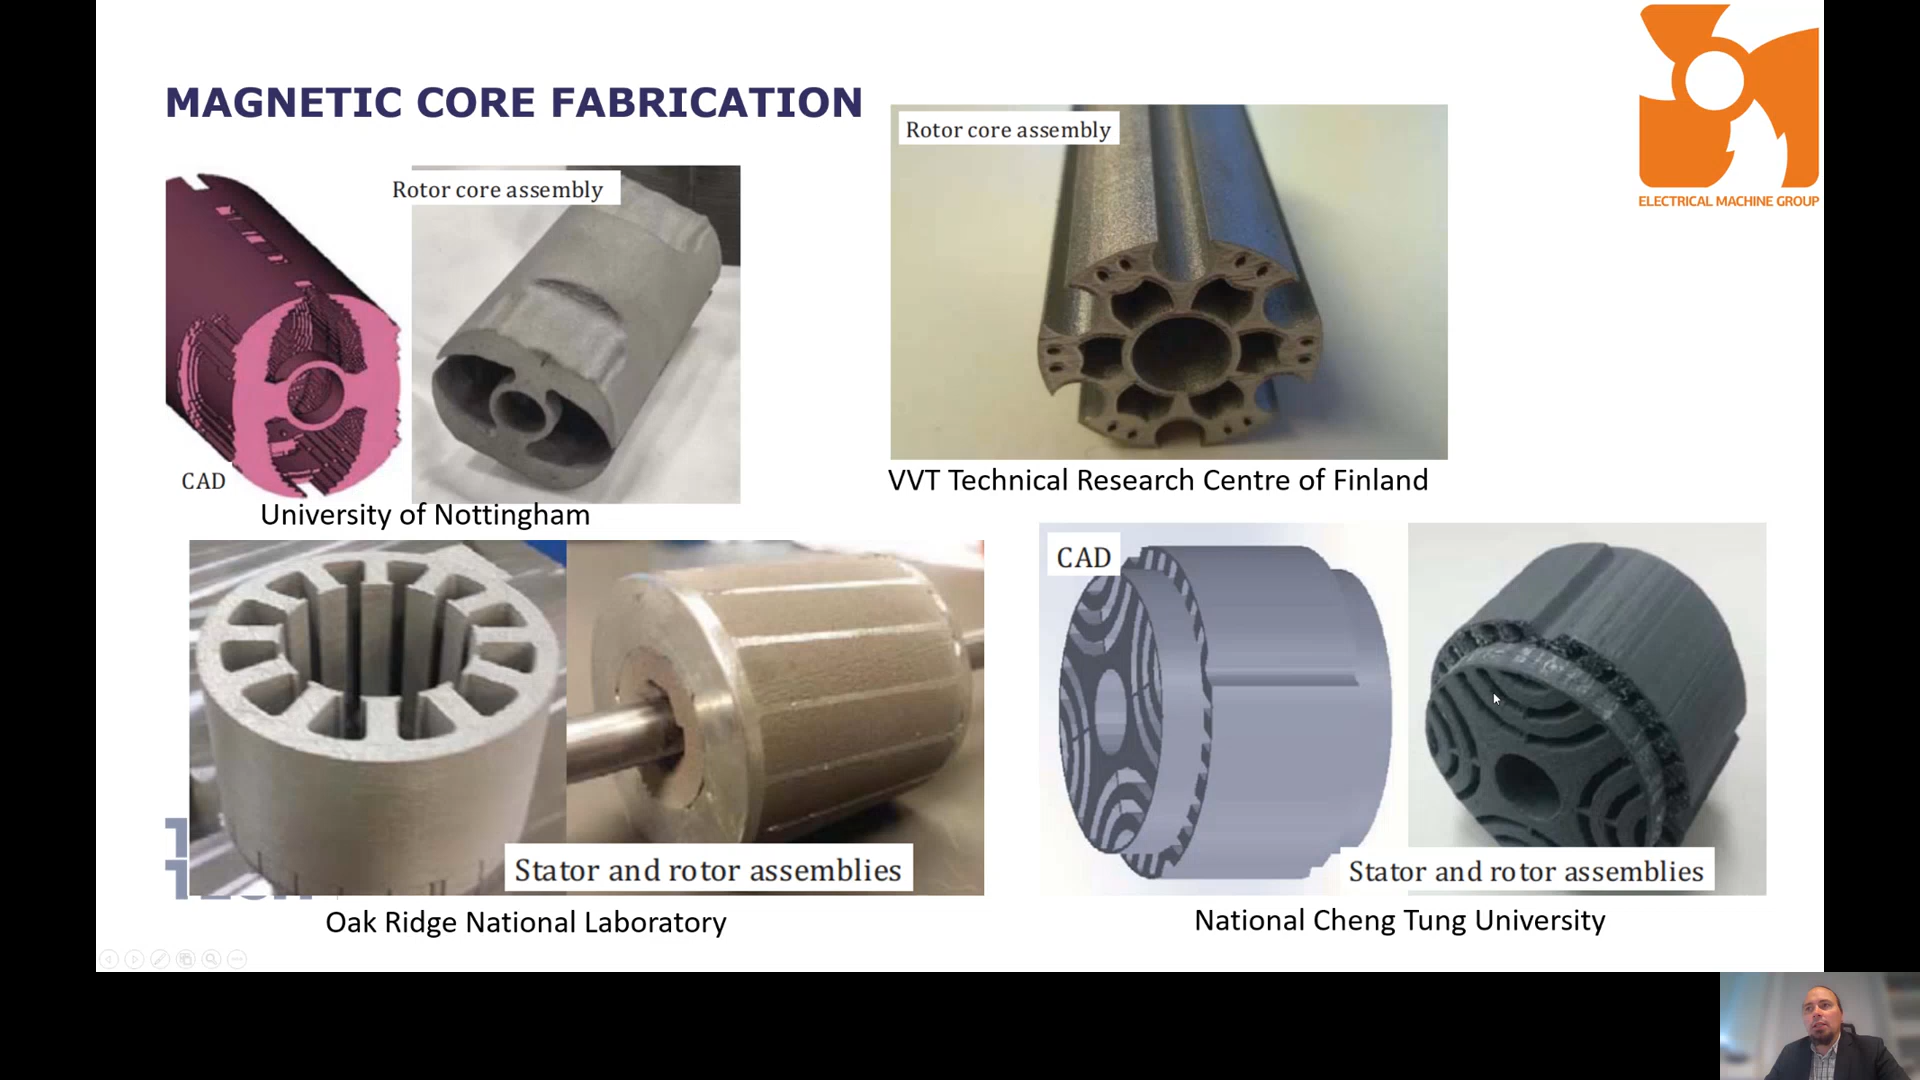 MAGNETIC CORE FABRICATION
Rotor core assembly
CAD
University of Nottingham
Rotor core assembly
VVT Technical Research Centre of Finland
ELECTRICAL MACHINE GROUP
Stator and rotor assemblies
Oak Ridge National Laboratory
CAD
Stator and rotor assemblies
National Cheng Tung University